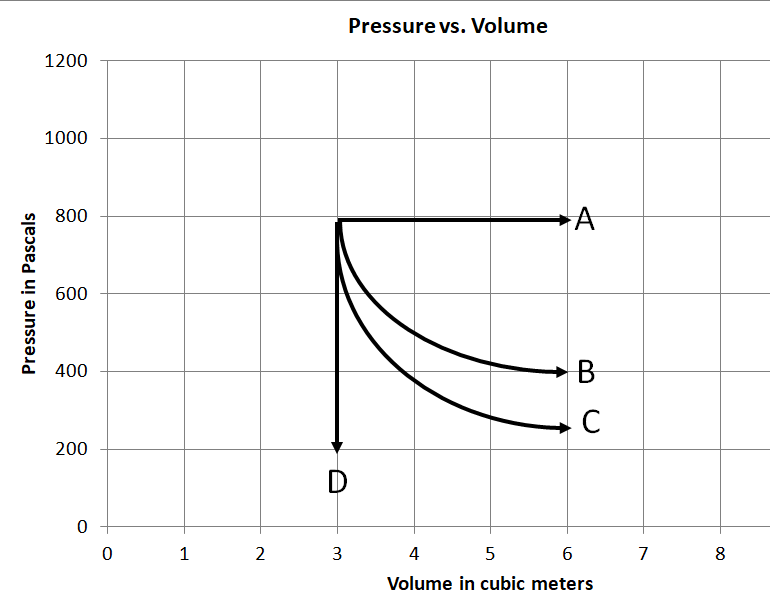 Pressure vs. Volume
1200
1000
800
600
400
200
0
Pressure in Pascals
A
B
C
D
0 1 2 3 4 5 6 7 8
Volume in cubic meters